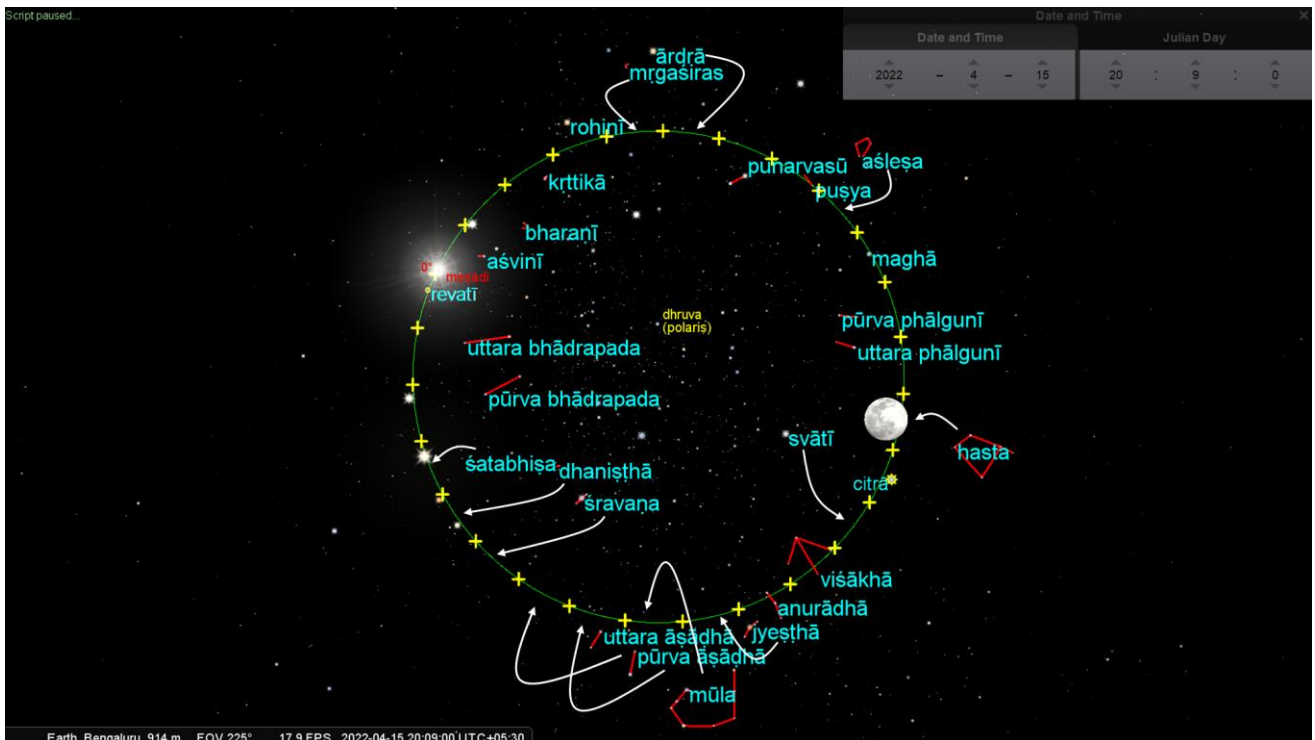 Script paused...
Date and Time
×
Date and Time
Julian Day
2022 – 4 – 15
20 : 9 : 0
ārdrā
mṛgaśiras
rohiṇī
punarvasū
aśleṣa
kṛttikā
puṣya
bharaṇī
aśvinī
maghā
0°
meṣādi
revatī
dhruva
(polariṣ)
pūrva phālgunī
uttara bhādrapada
uttara phālgunī
pūrva bhādrapada
svātī
hasta
śatabhiṣa
dhaniṣṭhā
citrā
śravaṇa
viśākhā
anurādhā
uttara āṣāḍhā
jyeṣṭhā
pūrva āṣāḍhā
mūla
Earth, Bengaluru, 914 m FOV 225° 17.9 FPS 2022-04-15 20:09:00 UTC+05:30